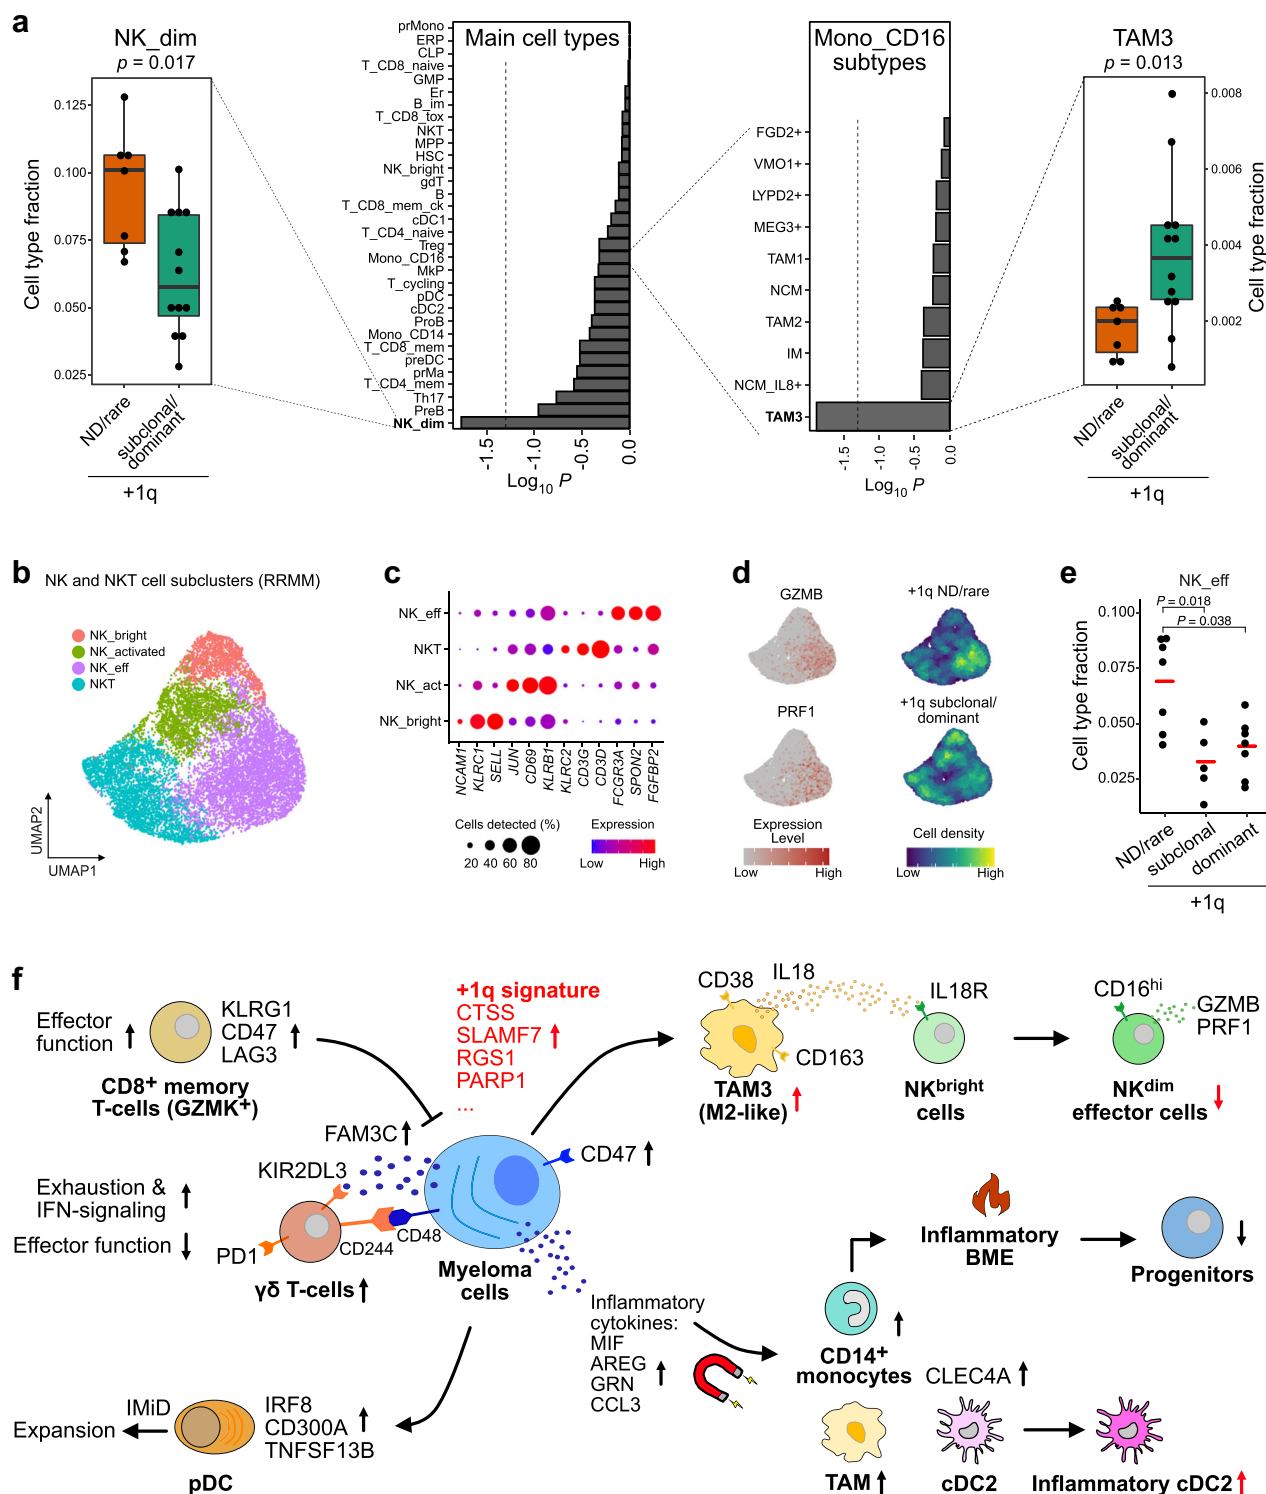 a
NK_dim
p = 0.017
Cell type fraction
0.125
0.100
0.075
0.050
0.025
ND/rare
subclonal/
dominant
+1q
Main cell types
prMono
ERP
CLP
T_CD8_naive
GMP
Er
B_im
T_CD8_tox
NKT
MPP
HSC
NK_bright
gdT
B
T_CD8_mem_ck
cDC1
T_CD4_naive
Treg
Mono_CD16
MkP
T_cycling
pDC
cDC2
ProB
Mono_CD14
T_CD8_mem
preDC
prMa
T_CD4_mem
Th17
PreB
NK_dim
-1.5
-1.0
-0.5
0.0
Log10 P
Mono_CD16
subtypes
FGD2+
VMO1+
LYPD2+
MEG3+
TAM1
NCM
TAM2
IM
NCM_IL8+
TAM3
-1.5
-1.0
-0.5
0.0
Log10 P
TAM3
p = 0.013
0.008
0.006
0.004
0.002
Cell type fraction
ND/rare
subclonal/
dominant
+1q
b
NK and NKT cell subclusters (RRMM)
NK_bright
NK_activated
NK_eff
NKT
UMAP2
UMAP1
c
NK_eff
NKT
NK_act
NK_bright
NCAM1
KLRC1
SELL
JUN
CD69
KLRB1
KLRC2
CD3G
CD3D
FCGR3A
SPON2
FGFBP2
Cells detected (%)
20 40 60 80
Expression
Low High
d
GZMB
+1q ND/rare
PRF1
+1q subclonal/
dominant
Expression
Level
Low High
Cell density
Low High
e
NK_eff
P = 0.018
P = 0.038
Cell type fraction
0.100
0.075
0.050
0.025
ND/rare
subclonal
dominant
+1q
f
Effector
function
KLRG1
CD47
LAG3
CD8+ memory
T-cells (GZMK+)
+1q signature
CTSS
SLAMF7
RGS1
PARP1
...
CD38
IL18
CD163
TAM3
(M2-like)
IL18R
NKbright
cells
CD16hi
GZMB
PRF1
NKdim
effector cells
FAM3C
KIR2DL3
CD47
Exhaustion &
IFN-signaling
Effector function
PD1
CD244
CD48
γδ T-cells
Myeloma
cells
Inflammatory
BME
Progenitors
Inflammatory
cytokines:
MIF
AREG
GRN
CCL3
CD14+
monocytes
CLEC4A
IMiD
Expansion
IRF8
CD300A
TNFSF13B
pDC
TAM
cDC2
Inflammatory cDC2